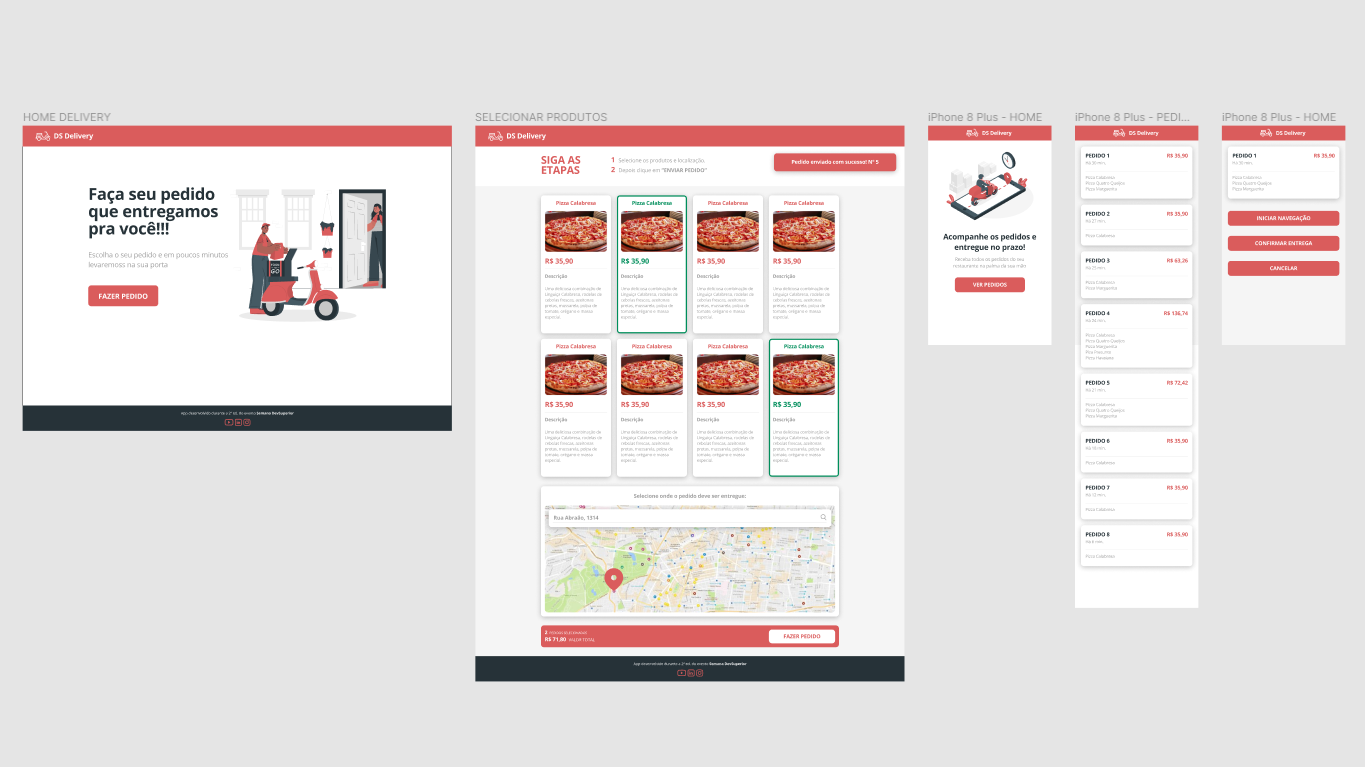 HOME DELIVERY
DS Delivery
Faça seu pedido
que entregamos
pra você!!!
Escolha o seu pedido e em poucos minutos
levaremoss na sua porta
FAZER PEDIDO
App desenvolvido durante a 2ª ed. do evento Semana DevSuperior
SELECIONAR PRODUTOS
DS Delivery
SIGA AS
ETAPAS
1 Selecione os produtos e localização.
2 Depois clique em "ENVIAR PEDIDO"
Pedido enviado com sucesso! Nº 5
Pizza Calabresa
R$ 35,90
Descrição
Uma deliciosa combinação de
Linguiça Calabresa, rodelas de
cebolas frescas, azeitonas
pretas, mussarela, polpa de
tomate, orégano e massa
especial.
Pizza Calabresa
R$ 35,90
Descrição
Uma deliciosa combinação de
Linguiça Calabresa, rodelas de
cebolas frescas, azeitonas
pretas, mussarela, polpa de
tomate, orégano e massa
especial.
Pizza Calabresa
R$ 35,90
Descrição
Uma deliciosa combinação de
Linguiça Calabresa, rodelas de
cebolas frescas, azeitonas
pretas, mussarela, polpa de
tomate, orégano e massa
especial.
Pizza Calabresa
R$ 35,90
Descrição
Uma deliciosa combinação de
Linguiça Calabresa, rodelas de
cebolas frescas, azeitonas
pretas, mussarela, polpa de
tomate, orégano e massa
especial.
Pizza Calabresa
R$ 35,90
Descrição
Uma deliciosa combinação de
Linguiça Calabresa, rodelas de
cebolas frescas, azeitonas
pretas, mussarela, polpa de
tomate, orégano e massa
especial.
Pizza Calabresa
R$ 35,90
Descrição
Uma deliciosa combinação de
Linguiça Calabresa, rodelas de
cebolas frescas, azeitonas
pretas, mussarela, polpa de
tomate, orégano e massa
especial.
Pizza Calabresa
R$ 35,90
Descrição
Uma deliciosa combinação de
Linguiça Calabresa, rodelas de
cebolas frescas, azeitonas
pretas, mussarela, polpa de
tomate, orégano e massa
especial.
Pizza Calabresa
R$ 35,90
Descrição
Uma deliciosa combinação de
Linguiça Calabresa, rodelas de
cebolas frescas, azeitonas
pretas, mussarela, polpa de
tomate, orégano e massa
especial.
Selecione onde o pedido deve ser entregue:
Rua Abraão, 1314
2 PEDIDOS SELECIONADOS
R$ 71,80 VALOR TOTAL
FAZER PEDIDO
App desenvolvido durante a 2ª ed. do evento Semana DevSuperior
iPhone 8 Plus - HOME
DS Delivery
Acompanhe os pedidos e
entregue no prazo!
Receba todos os pedidos do seu
restaurante na palma da sua mão
VER PEDIDOS
iPhone 8 Plus - PEDI...
DS Delivery
PEDIDO 1 R$ 35,90
Há 30 min.
Pizza Calabresa
Pizza Quatro Queijos
Pizza Marguerita
PEDIDO 2 R$ 35,90
Há 27 min.
Pizza Calabresa
PEDIDO 3 R$ 63,26
Há 25 min.
Pizza Calabresa
Pizza Marguerita
PEDIDO 4 R$ 136,74
Há 24 min.
Pizza Calabresa
Pizza Quatro Queijos
Pizza Marguerita
PEDIDO 5 R$ 72,42
Há 21 min.
Pizza Calabresa
Pizza Quatro Queijos
Pizza Marguerita
PEDIDO 6 R$ 35,90
Pizza Calabresa
PEDIDO 7 R$ 35,90
Há 12 min.
Pizza Calabresa
PEDIDO 8 R$ 35,90
Pizza Calabresa
iPhone 8 Plus - HOME
DS Delivery
PEDIDO 1 R$ 35,90
Há 30 min.
Pizza Calabresa
Pizza Quatro Queijos
Pizza Marguerita
INICIAR NAVEGAÇÃO
CONFIRMAR ENTREGA
CANCELAR